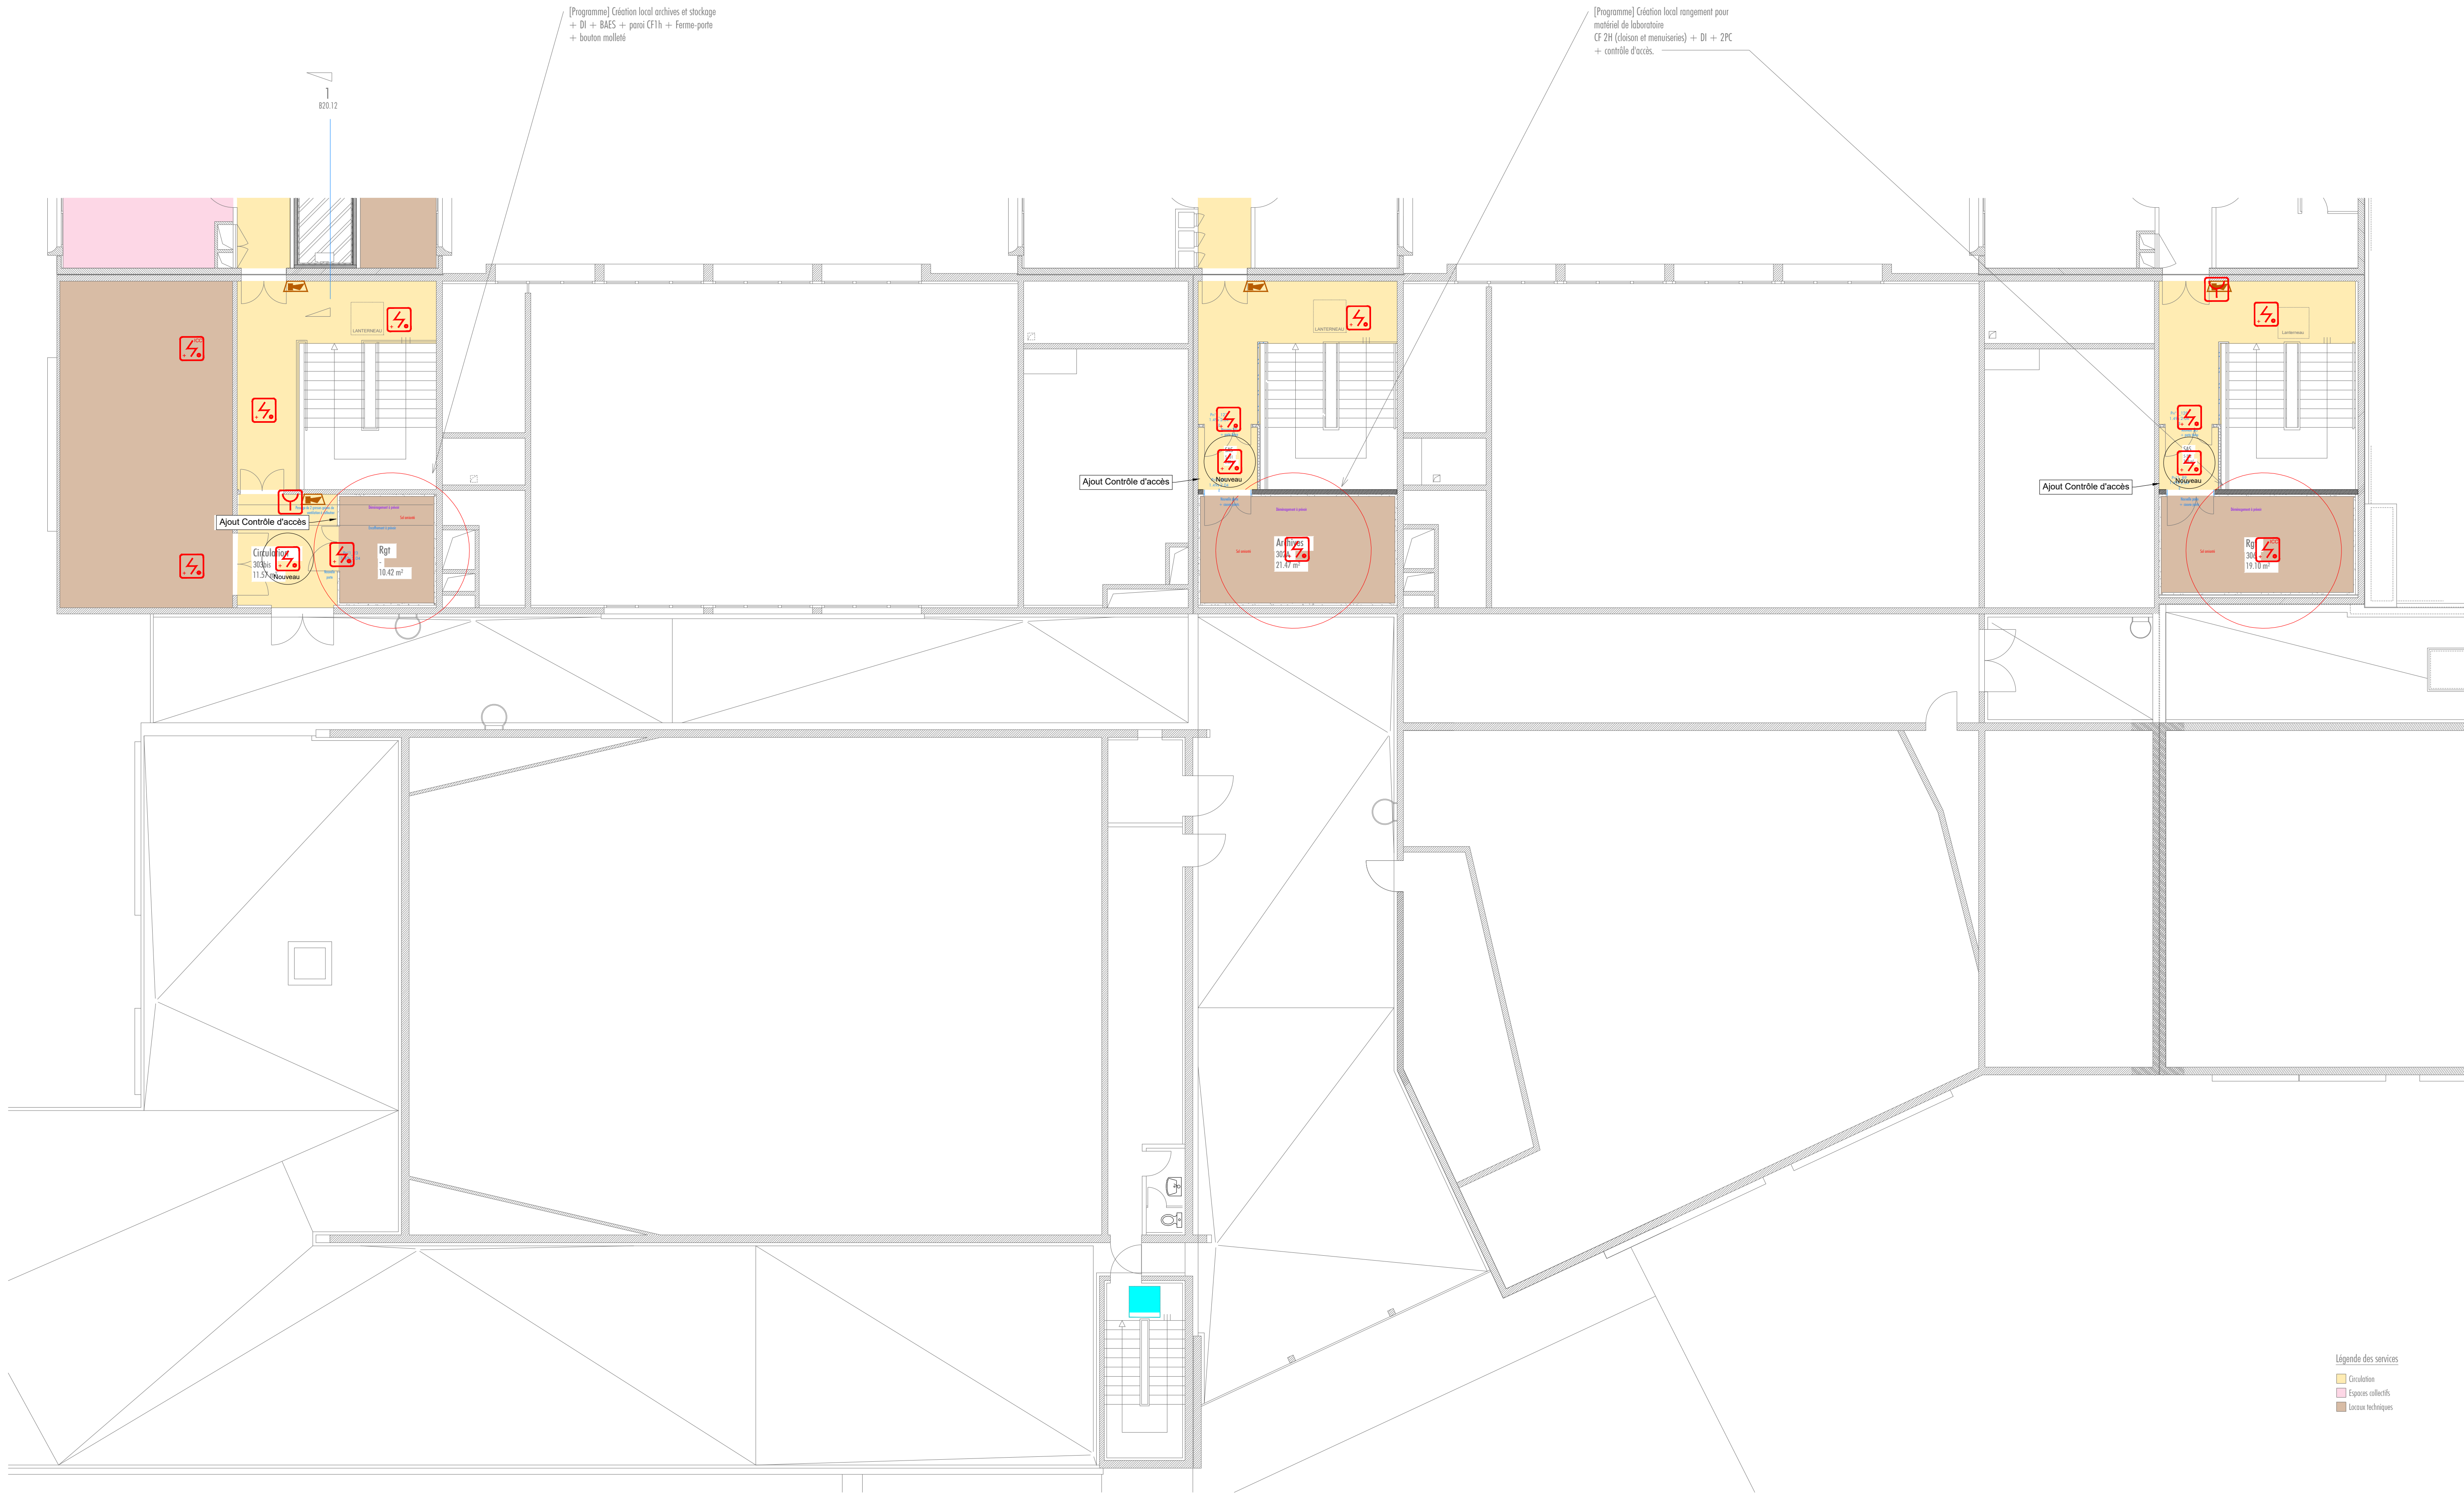 [Programme] Création local archives et stockage
+ DI + BAES + paroi CF1h + Ferme-porte
+ bouton molleté
[Programme] Création local rangement pour
matériel de laboratoire
CF 2H (cloison et menuiseries) + DI + 2PC
+ contrôle d'accès.
1
B20.12
LANTERNEAU
LANTERNEAU
Lanterneau
Ajout Contrôle d'accès
Nouveau
Ajout Contrôle d'accès
Nouveau
Ajout Contrôle d'accès
Circulation
303bis
11.57 m²
Nouveau
Rgt
-
10.42 m²
Archives
302A
21.47 m²
Rgt
19.10 m²
Légende des services
Circulation
Espaces collectifs
Locaux techniques